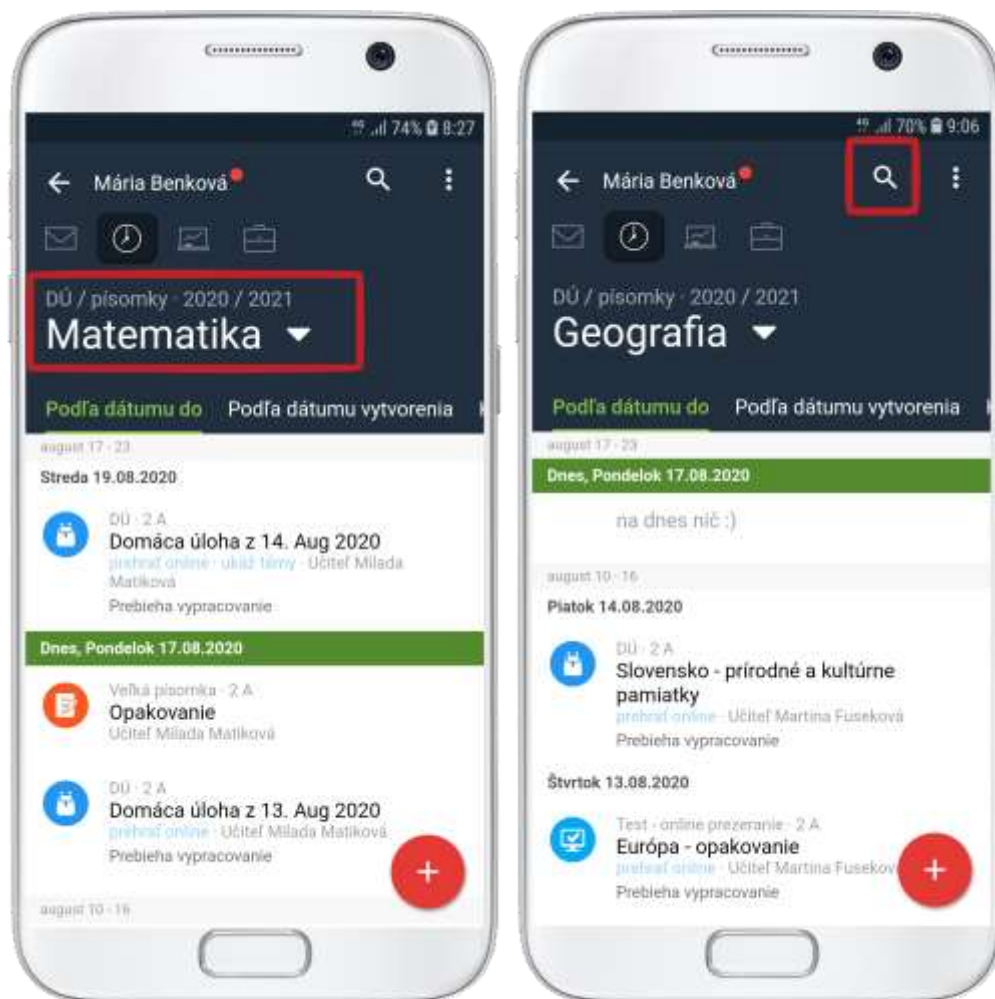 74% 8:27
Mária Benková
DÚ / písomky · 2020 / 2021
Matematika
Podľa dátumu do Podľa dátumu vytvorenia
august 17 - 23
Streda 19.08.2020
DÚ · 2 A
Domáca úloha z 14. Aug 2020
prehrať online · ukáž témy · Učiteľ Milada
Matiková
Prebieha vypracovanie
Dnes, Pondelok 17.08.2020
Veľká písomka · 2 A
Opakovanie
Učiteľ Milada Matiková
DÚ · 2 A
Domáca úloha z 13. Aug 2020
prehrať online · Učiteľ Milada Matiková
Prebieha vypracovanie
august 10 - 16
70% 9:06
Mária Benková
DÚ / písomky · 2020 / 2021
Geografia
Podľa dátumu do Podľa dátumu vytvorenia
august 17 - 23
Dnes, Pondelok 17.08.2020
na dnes nič :)
august 10 - 16
Piatok 14.08.2020
DÚ · 2 A
Slovensko - prírodné a kultúrne
pamiatky
prehrať online · Učiteľ Martina Fuseková
Prebieha vypracovanie
Štvrtok 13.08.2020
Test - online prezeranie · 2 A
Európa - opakovanie
prehrať online · Učiteľ Martina Fusekov
Prebieha vypracovanie